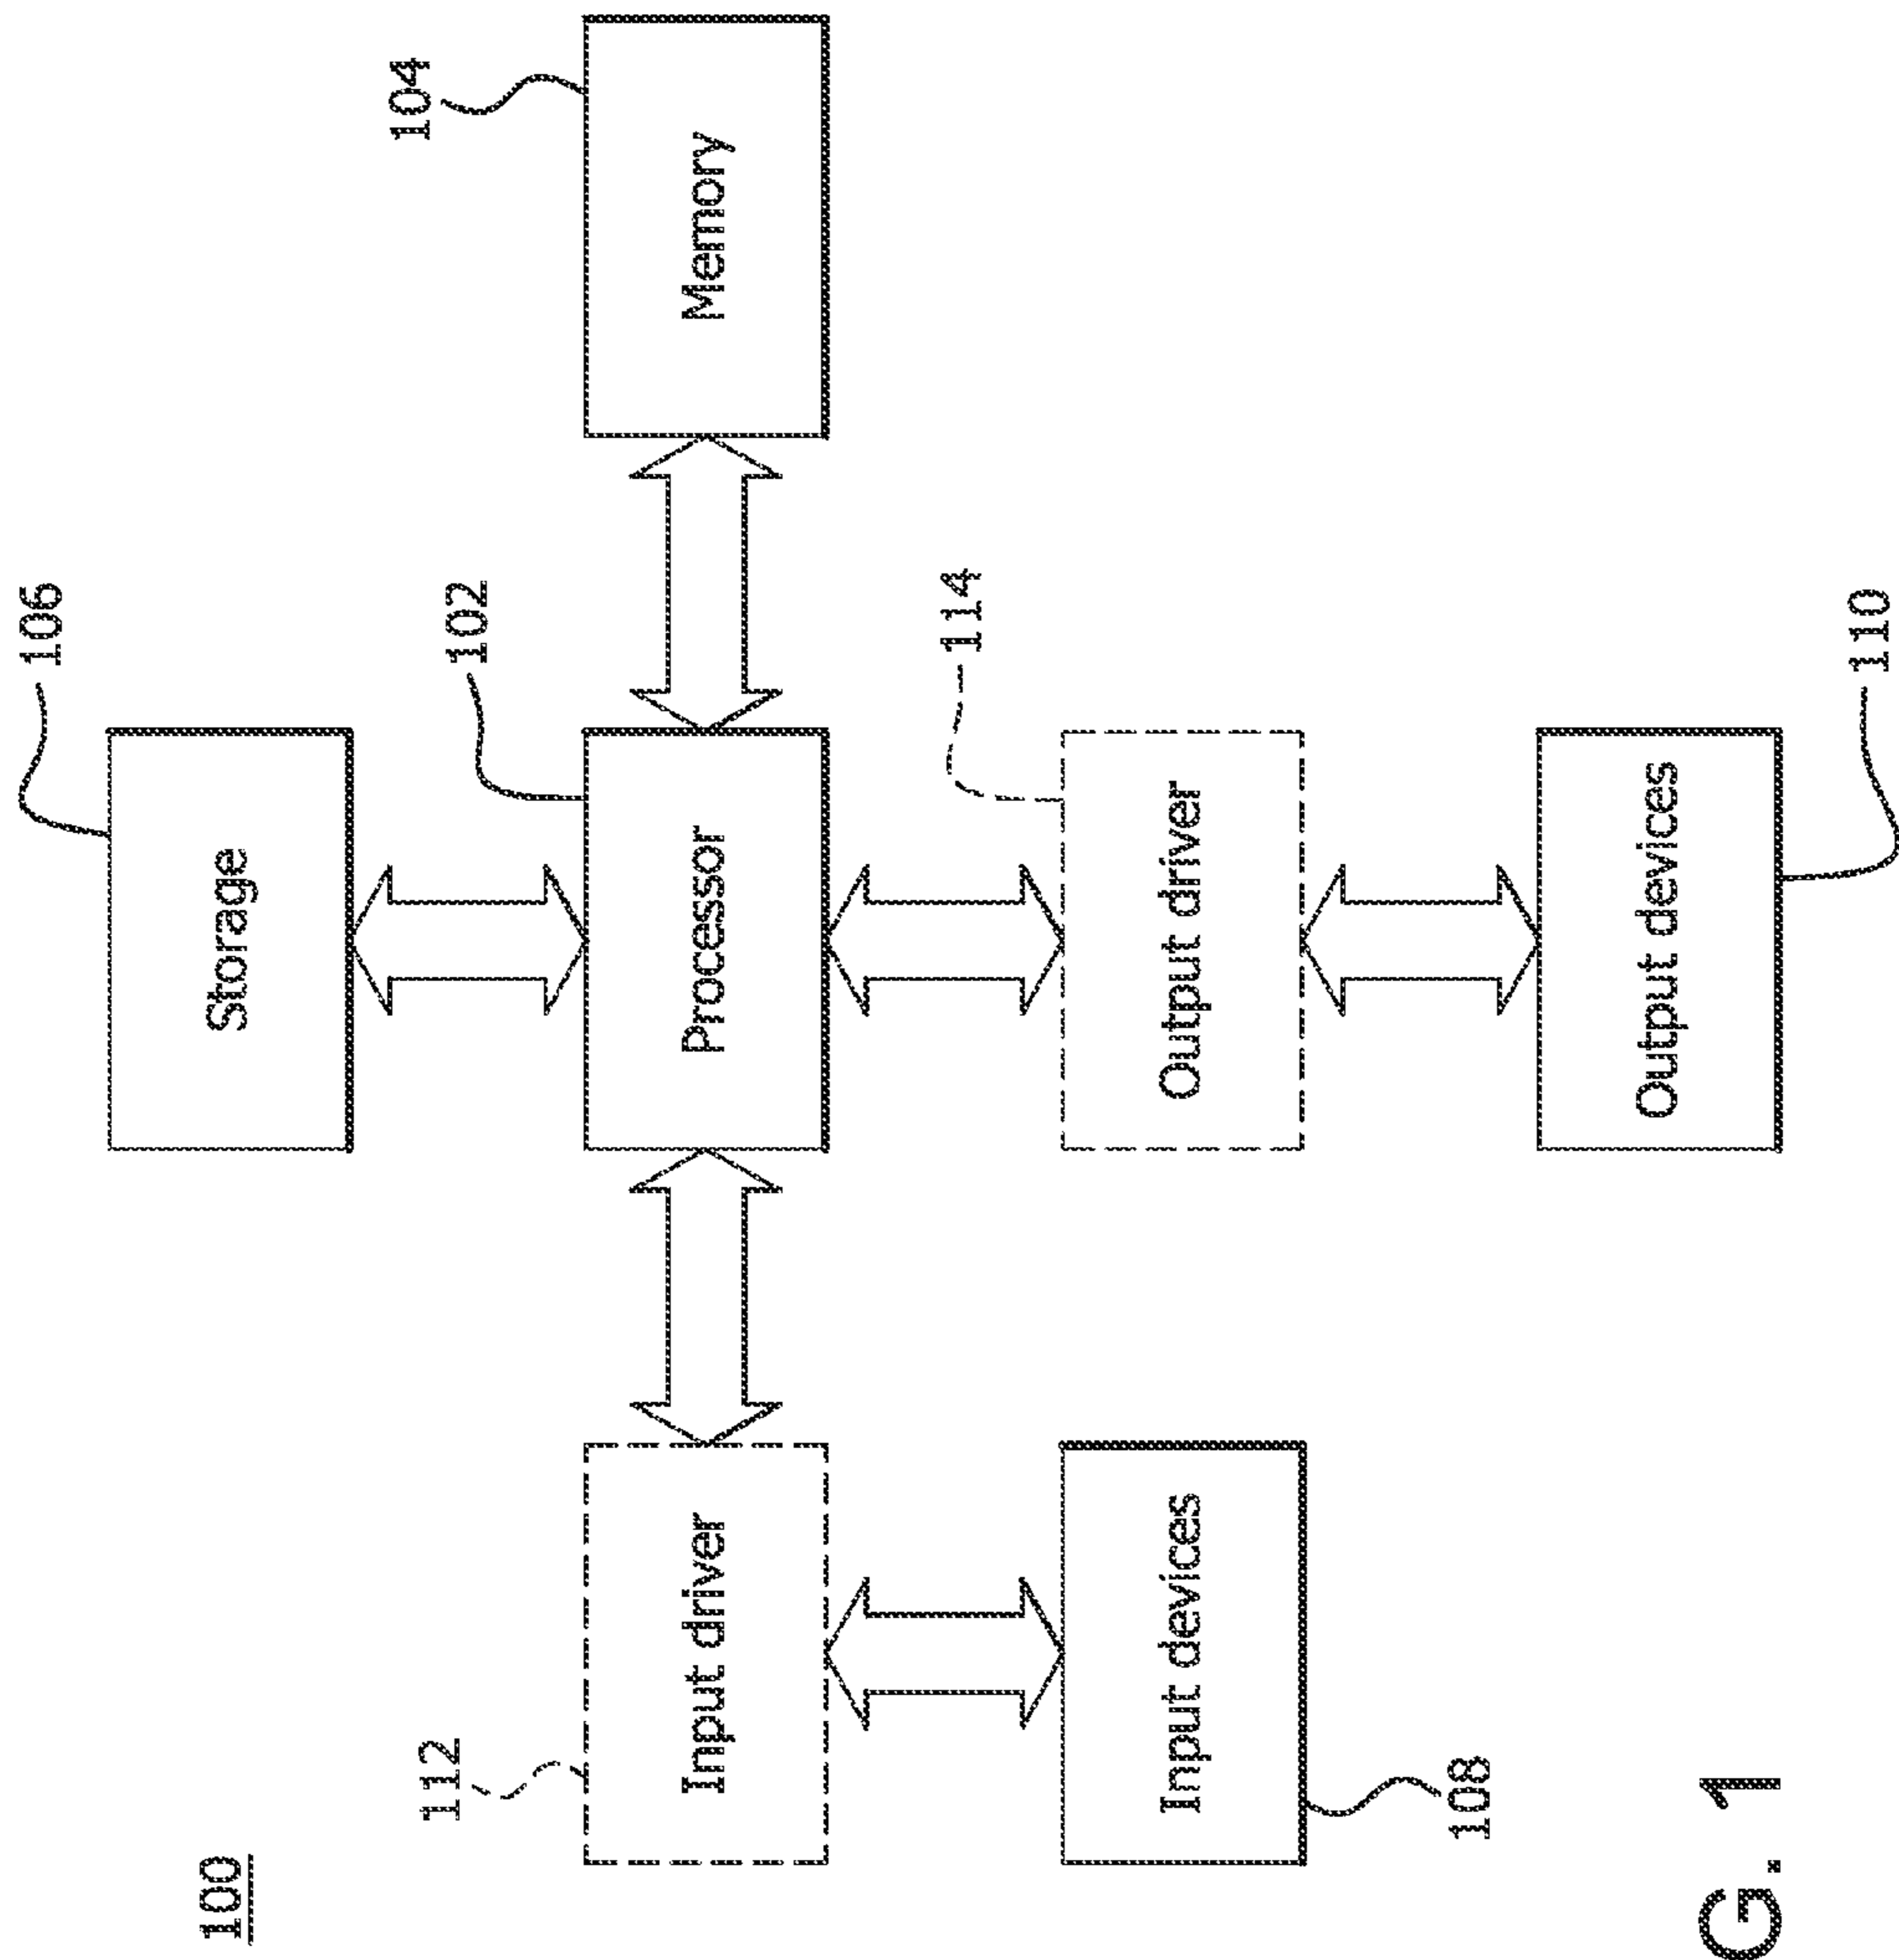 100
106
Storage
112
102
104
Input driver
Processor
Memory
114
Input devices
Output driver
108
Output devices
110
G. 1